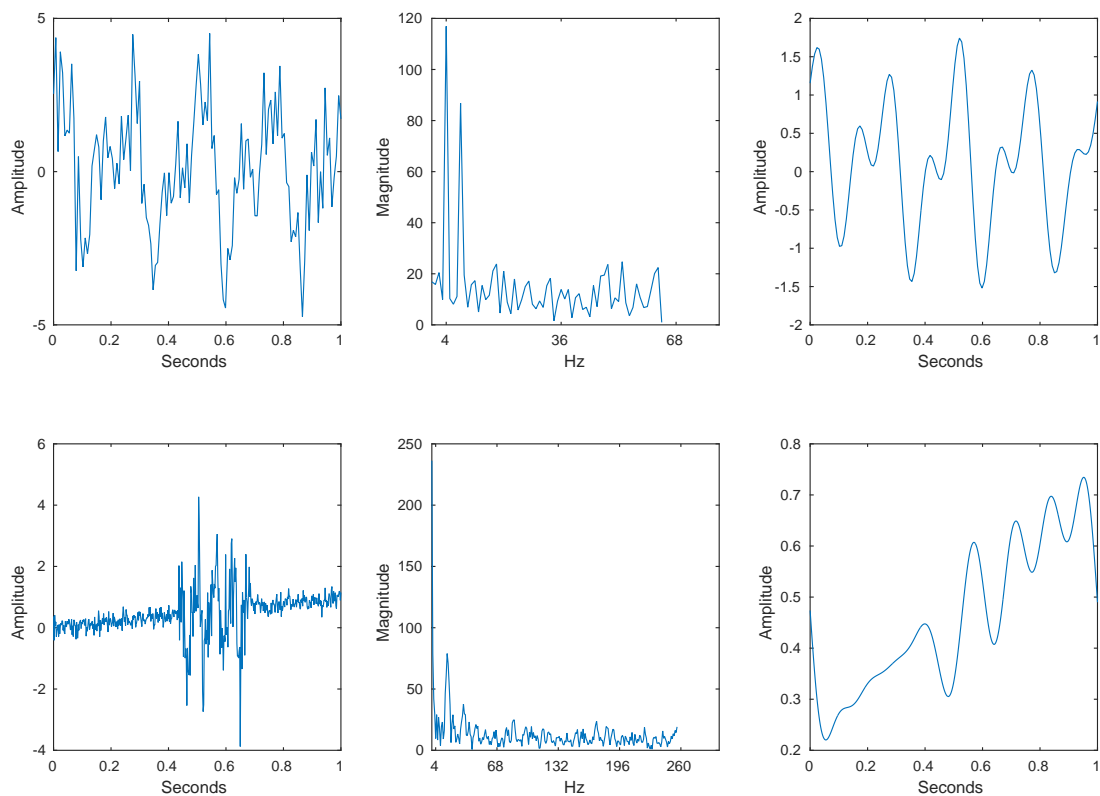 5
0
-5
Amplitude
0 0.2 0.4 0.6 0.8 1
Seconds
120
100
80
60
40
20
0
Magnitude
4 36 68
Hz
2
1.5
1
0.5
0
-0.5
-1
-1.5
-2
Amplitude
0 0.2 0.4 0.6 0.8 1
Seconds
6
4
2
0
-2
-4
Amplitude
0 0.2 0.4 0.6 0.8 1
Seconds
250
200
150
100
50
0
Magnitude
4 68 132 196 260
Hz
0.8
0.7
0.6
0.5
0.4
0.3
0.2
Amplitude
0 0.2 0.4 0.6 0.8 1
Seconds